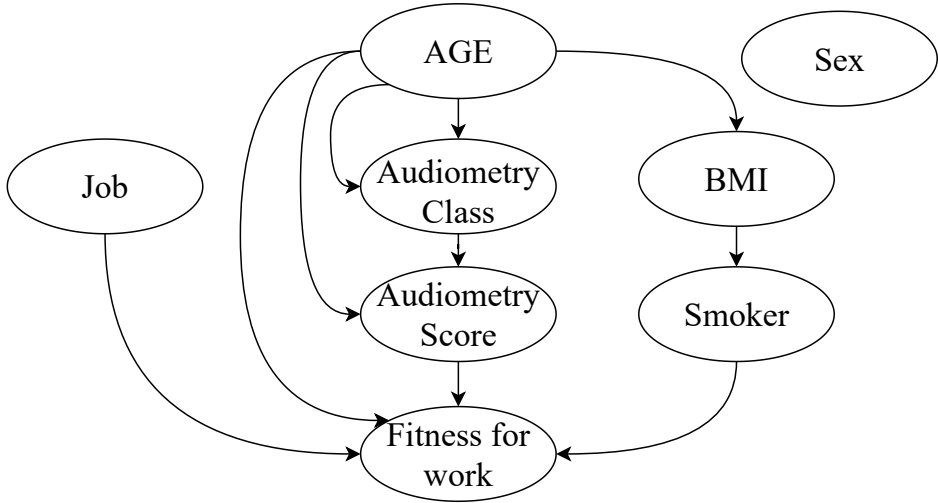 AGE
Sex
Job
Audiometry
Class
BMI
Audiometry
Score
Smoker
Fitness for
work